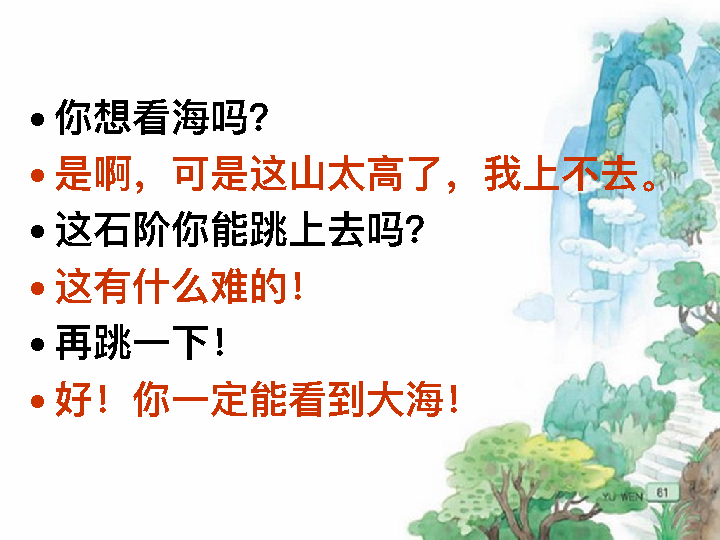 • 你想看海吗？
• 是啊，可是这山太高了，我上不去。
• 这石阶你能跳上去吗？
• 这有什么难的！
• 再跳一下！
• 好！你一定能看到大海！
YU WEN 81